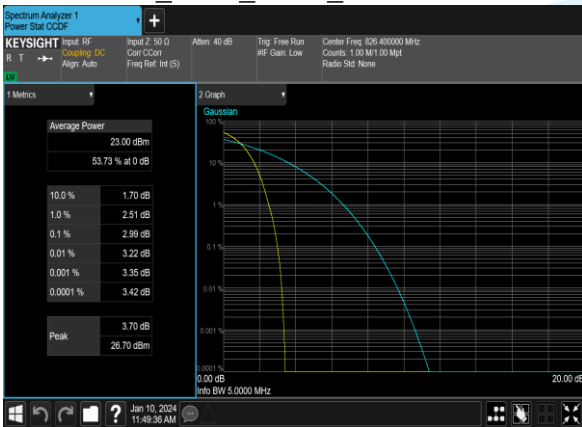 Spectrum Analyzer 1
Power Stat CCDF
+
KEYSIGHT Input: RF Input Z: 50 Ω Atten: 40 dB Trig: Free Run Center Freq: 826.400000 MHz
R T Coupling: DC Corr CCorr #IF Gain: Low Counts: 1.00 M/1.00 Mpt
Align: Auto Freq Ref: Int (S) Radio Std: None
1 Metrics
2 Graph
Average Power
23.00 dBm
53.73 % at 0 dB
10.0 % 1.70 dB
1.0 % 2.51 dB
0.1 % 2.99 dB
0.01 % 3.22 dB
0.001 % 3.35 dB
0.0001 % 3.42 dB
Peak 3.70 dB
26.70 dBm
Gaussian
100 %
10 %
1 %
0.1 %
0.01 %
0.001 %
0.0001 %
0.00 dB 20.00 dB
Info BW 5.0000 MHz
? Jan 10, 2024
11:49:36 AM